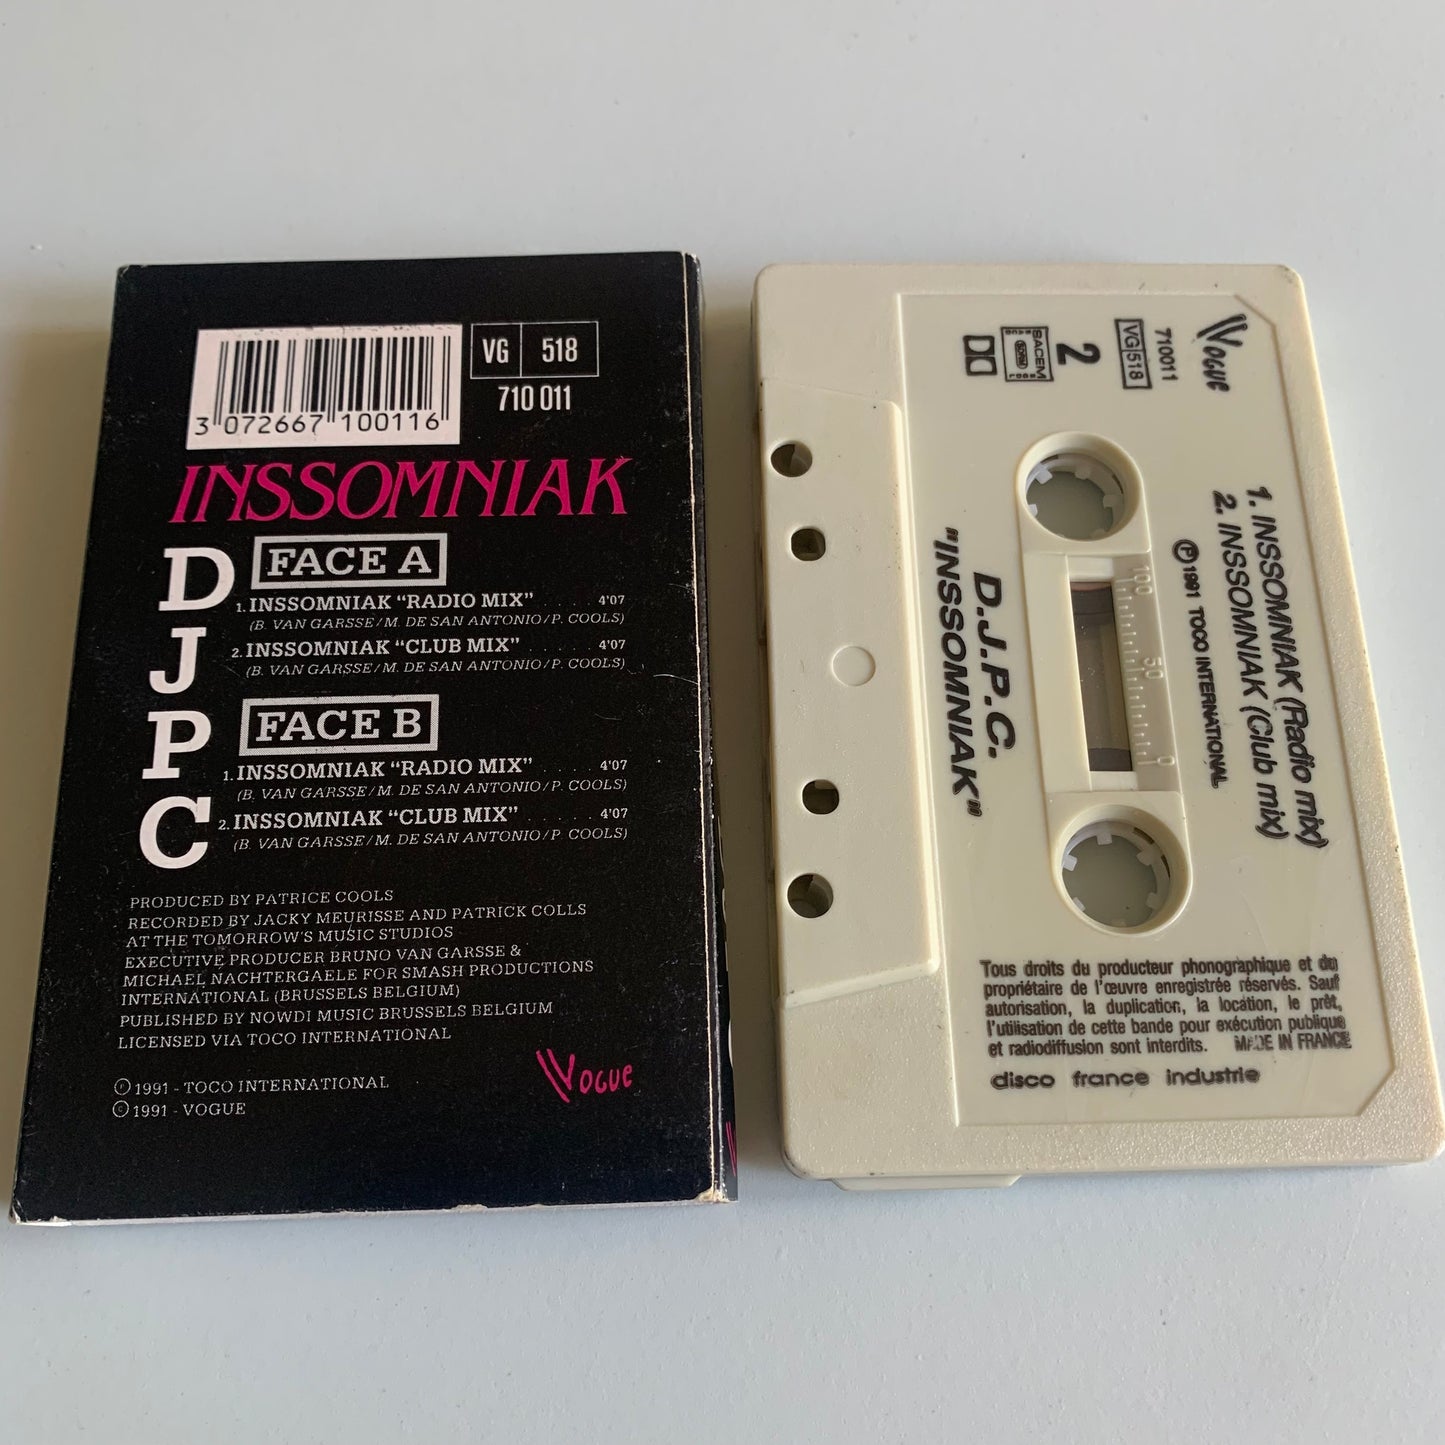 3 072667 100116
VG 518
710 011
INSSOMNIAK
DJPC
FACE A
1. INSSOMNIAK “RADIO MIX” . . . . . 4'07
(B. VAN GARSSE/M. DE SAN ANTONIO/P. COOLS)
2. INSSOMNIAK “CLUB MIX” . . . . . 4'07
(B. VAN GARSSE/M. DE SAN ANTONIO/P. COOLS)
FACE B
1. INSSOMNIAK “RADIO MIX” . . . . . 4'07
(B. VAN GARSSE/M. DE SAN ANTONIO/P. COOLS)
2. INSSOMNIAK “CLUB MIX” . . . . . 4'07
(B. VAN GARSSE/M. DE SAN ANTONIO/P. COOLS)
PRODUCED BY PATRICE COOLS
RECORDED BY JACKY MEURISSE AND PATRICK COLLS
AT THE TOMORROW'S MUSIC STUDIOS
EXECUTIVE PRODUCER BRUNO VAN GARSSE &
MICHAEL NACHTERGAELE FOR SMASH PRODUCTIONS
INTERNATIONAL (BRUSSELS BELGIUM)
PUBLISHED BY NOWDI MUSIC BRUSSELS BELGIUM
LICENSED VIA TOCO INTERNATIONAL
℗ 1991 - TOCO INTERNATIONAL
© 1991 - VOGUE
VOGUE
VOGUE
710011
VG 518
2
SACEM
1. INSSOMNIAK (Radio mix)
2. INSSOMNIAK (Club mix)
℗ 1991 TOCO INTERNATIONAL
100 50 0
D.J.P.C.
"INSSOMNIAK"
Tous droits du producteur phonographique et du
propriétaire de l'œuvre enregistrée réservés. Sauf
autorisation, la duplication, la location, le prêt,
l'utilisation de cette bande pour exécution publique
et radiodiffusion sont interdits. MADE IN FRANCE
disco france industrie